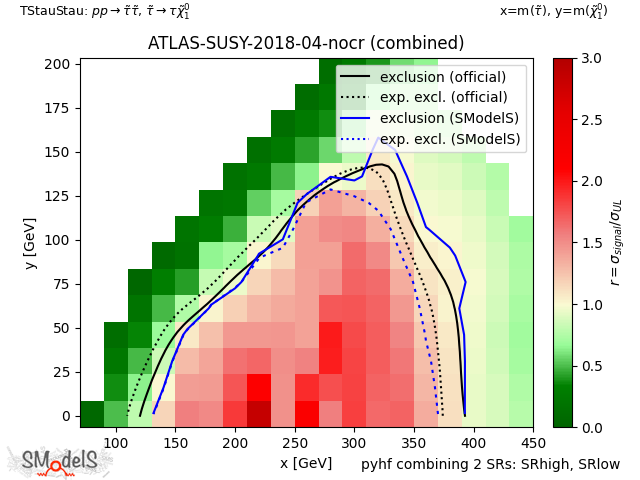 TStauStau: pp → τ̃ τ̃, τ̃ → τχ̃₁⁰
x=m(τ̃), y=m(χ̃₁⁰)
ATLAS-SUSY-2018-04-nocr (combined)
exclusion (official)
exp. excl. (official)
exclusion (SModelS)
exp. excl. (SModelS)
200
175
150
125
100
75
50
25
0
y [GeV]
100
150
200
250
300
350
400
450
x [GeV]
3.0
2.5
2.0
1.5
1.0
0.5
0.0
r = σsignal/σUL
SModelS
pyhf combining 2 SRs: SRhigh, SRlow